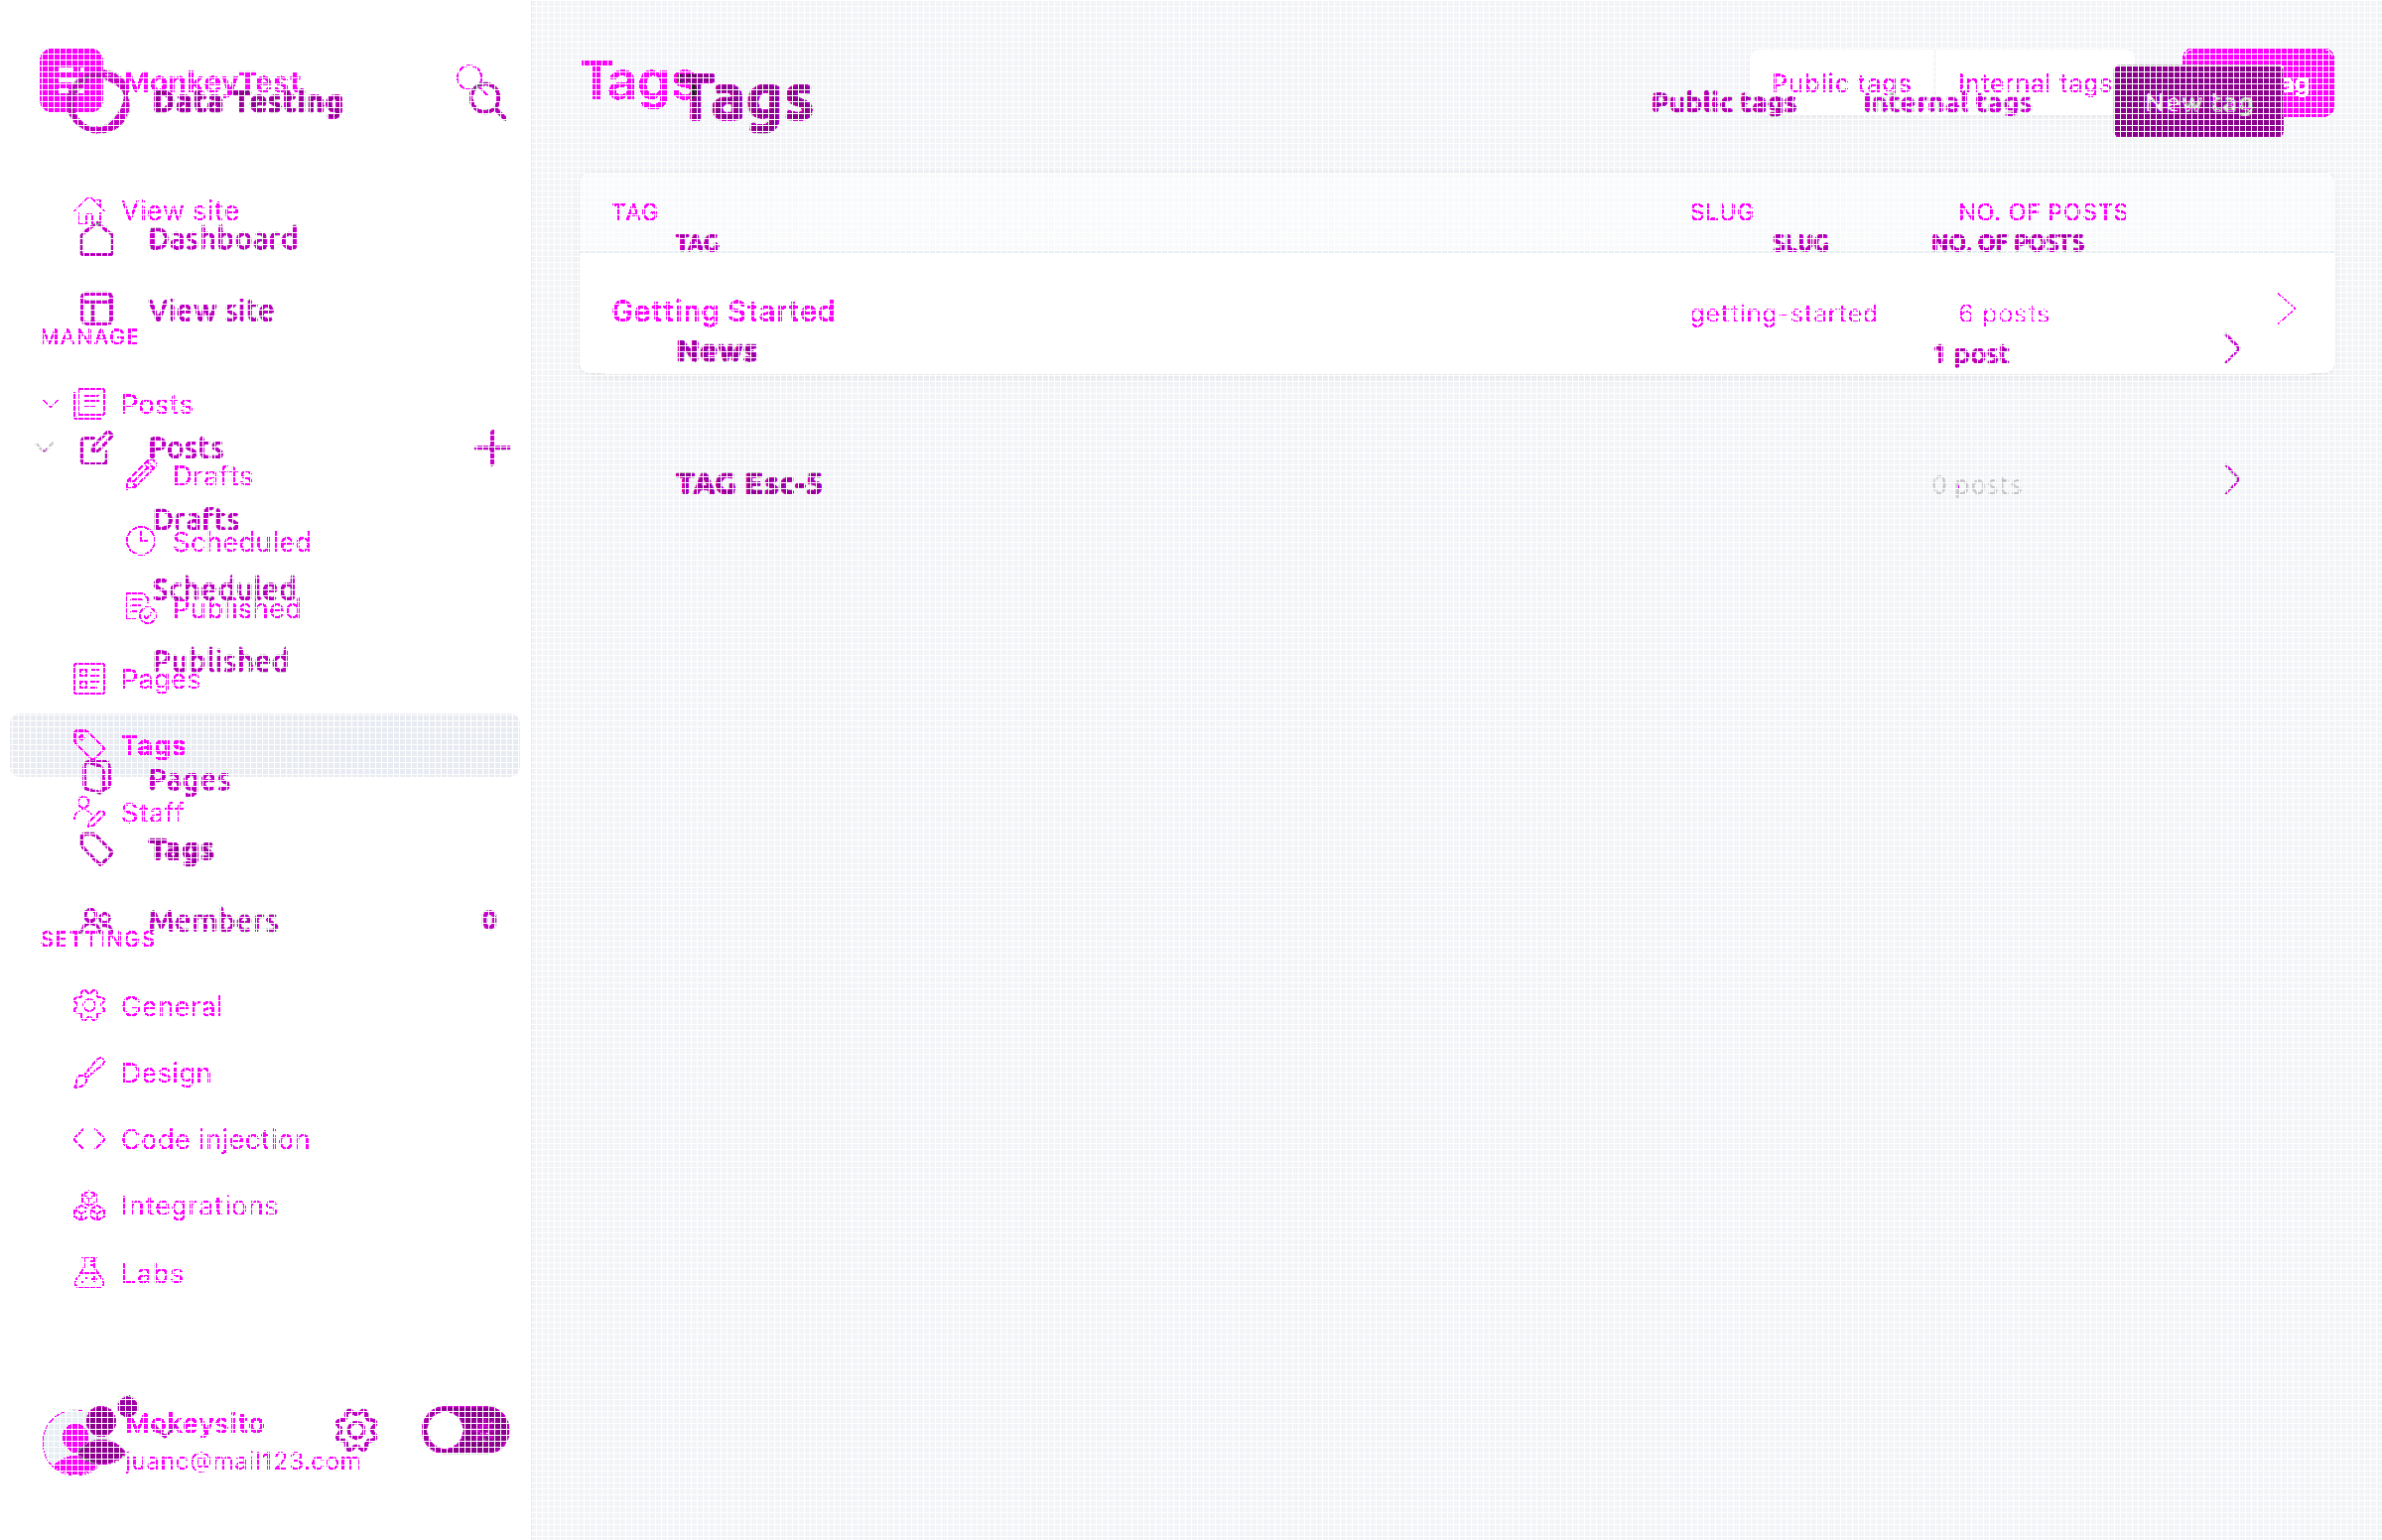 MonkeyTest
Data Testing
Tags
Tags
Public tags
Internal tags
Public tags
Internal tags
New tag
ag
View site
Dashboard
TAG
SLUG
NO. OF POSTS
TAG
SLUG
NO. OF POSTS
View site
MANAGE
Getting Started
getting-started
6 posts
News
1 post
Posts
Posts
Drafts
TAG Esc-5
0 posts
Drafts
Scheduled
Scheduled
Published
Published
Pages
Tags
Pages
Staff
Tags
Members
0
SETTINGS
General
Design
Code injection
Integrations
Labs
Mokeysito
juanc@mail123.com